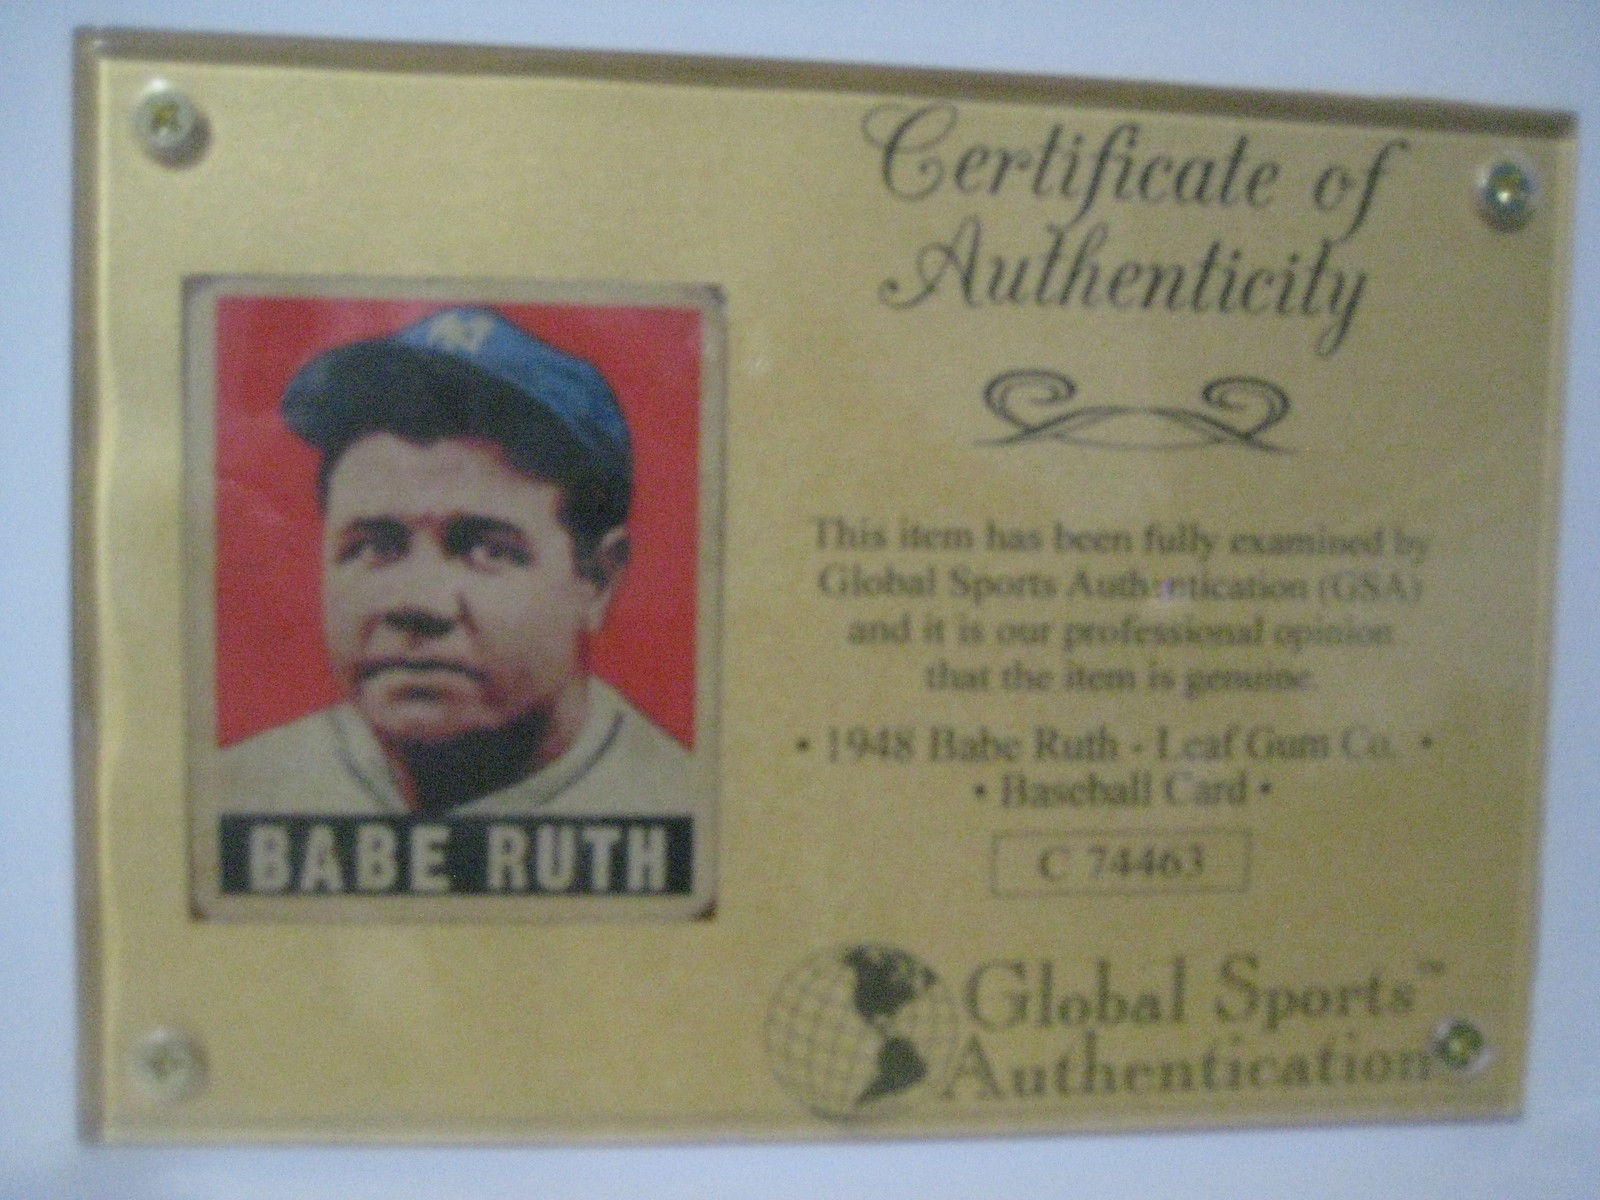 Certificate of
Authenticity
This item has been fully examined by
Global Sports Authentication (GSA)
and it is our professional opinion
that the item is genuine.
• 1948 Babe Ruth - Leaf Gum Co. •
• Baseball Card •
C 74463
BABE RUTH
Global Sports™
Authentication